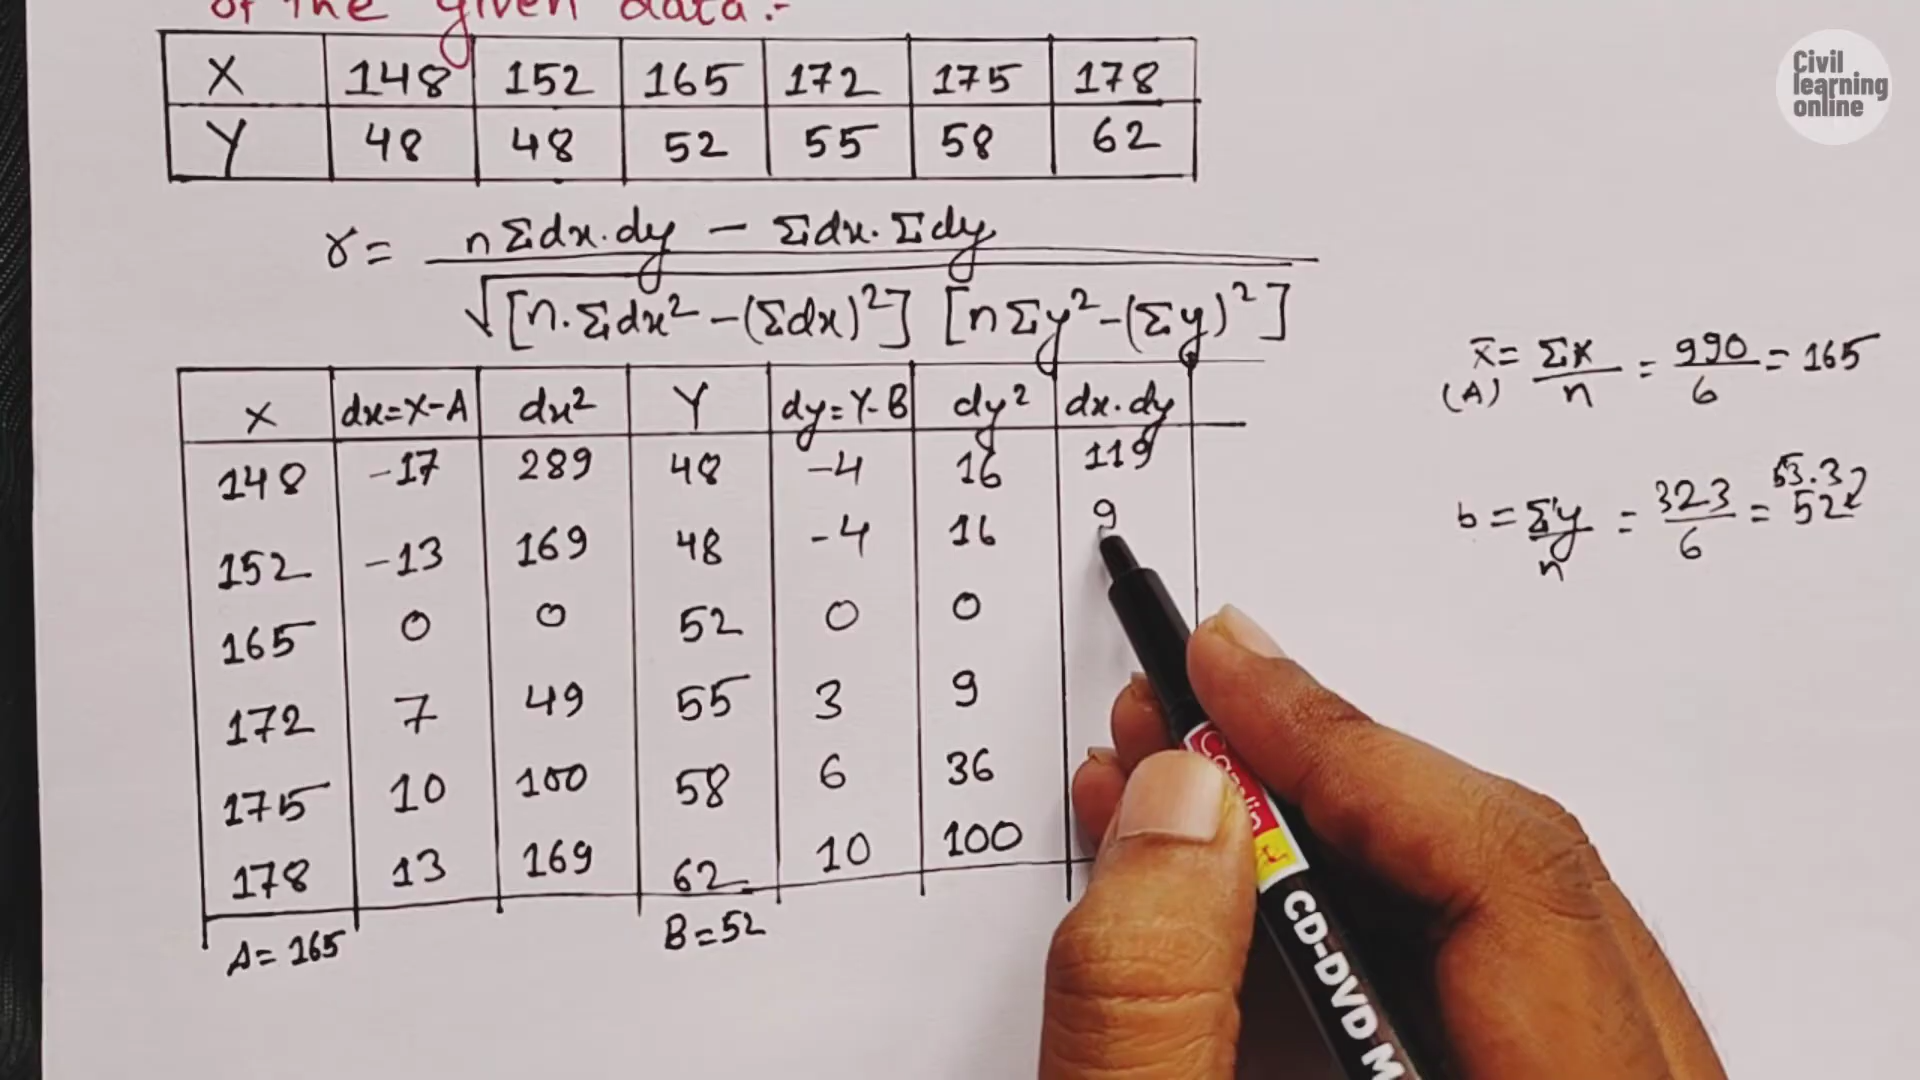 of the given data:-
X 148 152 165 172 175 178
Y 48 48 52 55 58 62
r = n Σdx.dy - Σdx. Σdy
√[n.Σdx² - (Σdx)²] [nΣy² - (Σy)²]
X dx=X-A dx² Y dy=Y-B dy² dx.dy
148 -17 289 48 -4 16 119
152 -13 169 48 -4 16 9
165 0 0 52 0 0
172 7 49 55 3 9
175 10 100 58 6 36
178 13 169 62 10 100
A = 165 B = 52
x̄ = Σx/n = 990/6 = 165
(A)
53.3
b = Σy/n = 323/6 = 52
Civil
learning
online
CD-DVD M